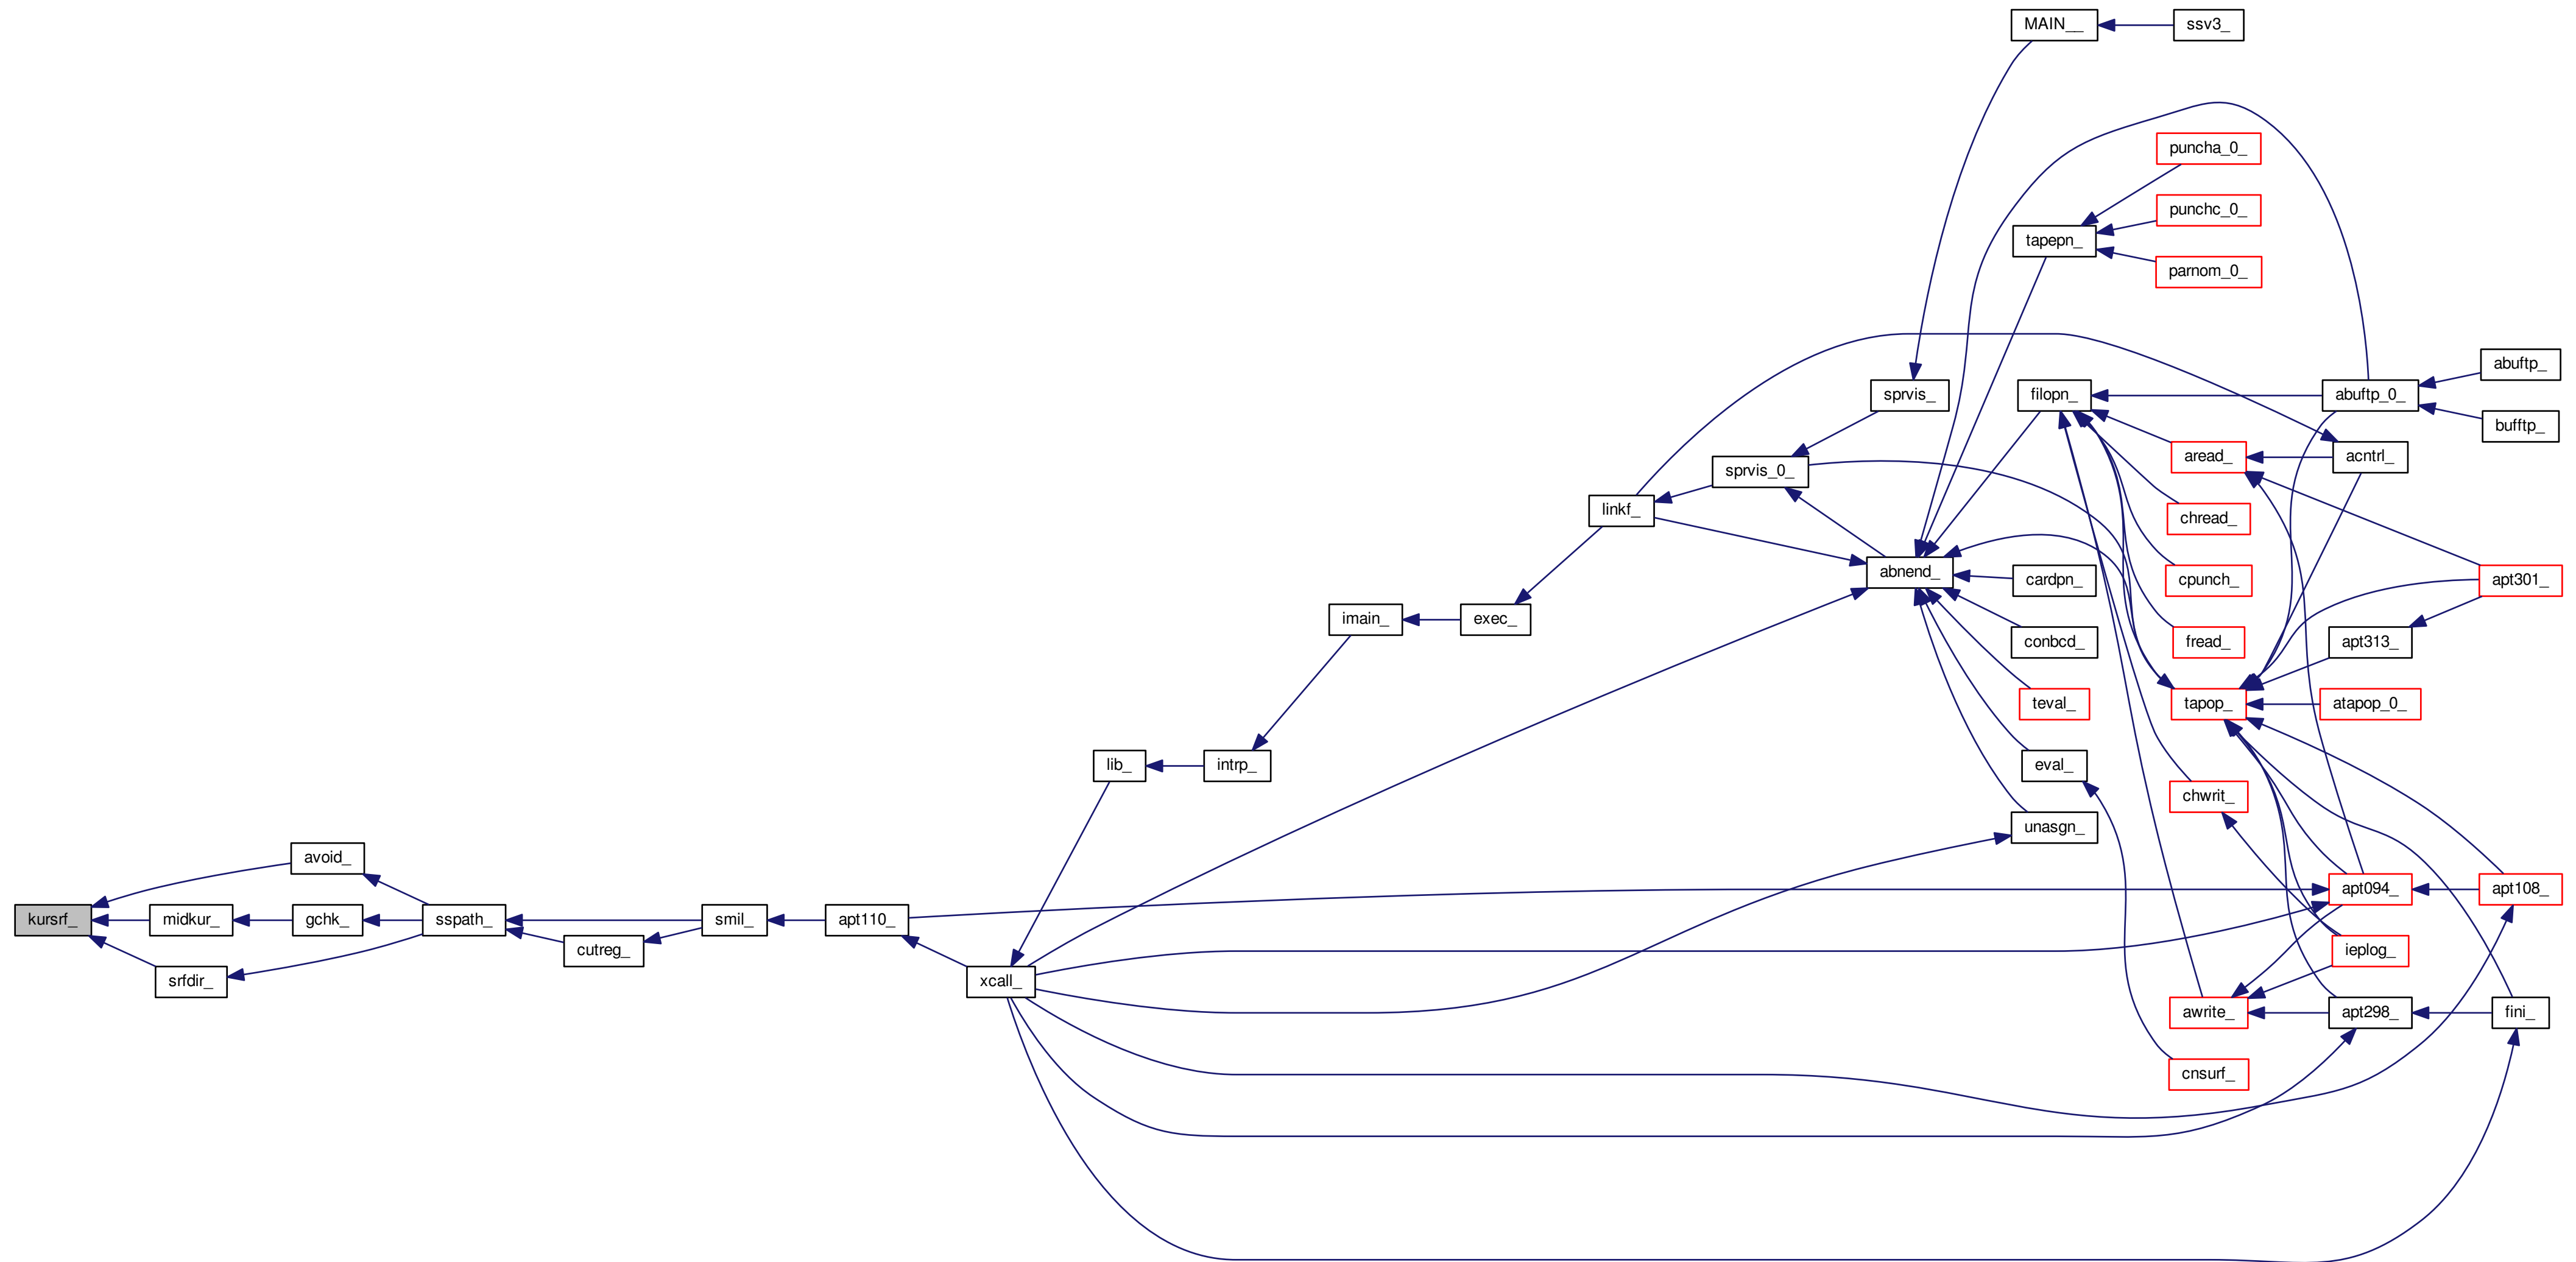 MAIN__
ssv3_
puncha_0_
punchc_0_
tapepn_
parnom_0_
abuftp_
sprvis_
filopn_
abuftp_0_
bufftp_
sprvis_0_
aread_
acntrl_
linkf_
chread_
abnend_
cardpn_
cpunch_
apt301_
imain_
exec_
conbcd_
fread_
apt313_
teval_
tapop_
atapop_0_
lib_
intrp_
eval_
chwrit_
unasgn_
avoid_
apt094_
apt108_
kursrf_
midkur_
gchk_
sspath_
smil_
apt110_
cutreg_
ieplog_
srfdir_
xcall_
awrite_
apt298_
fini_
cnsurf_